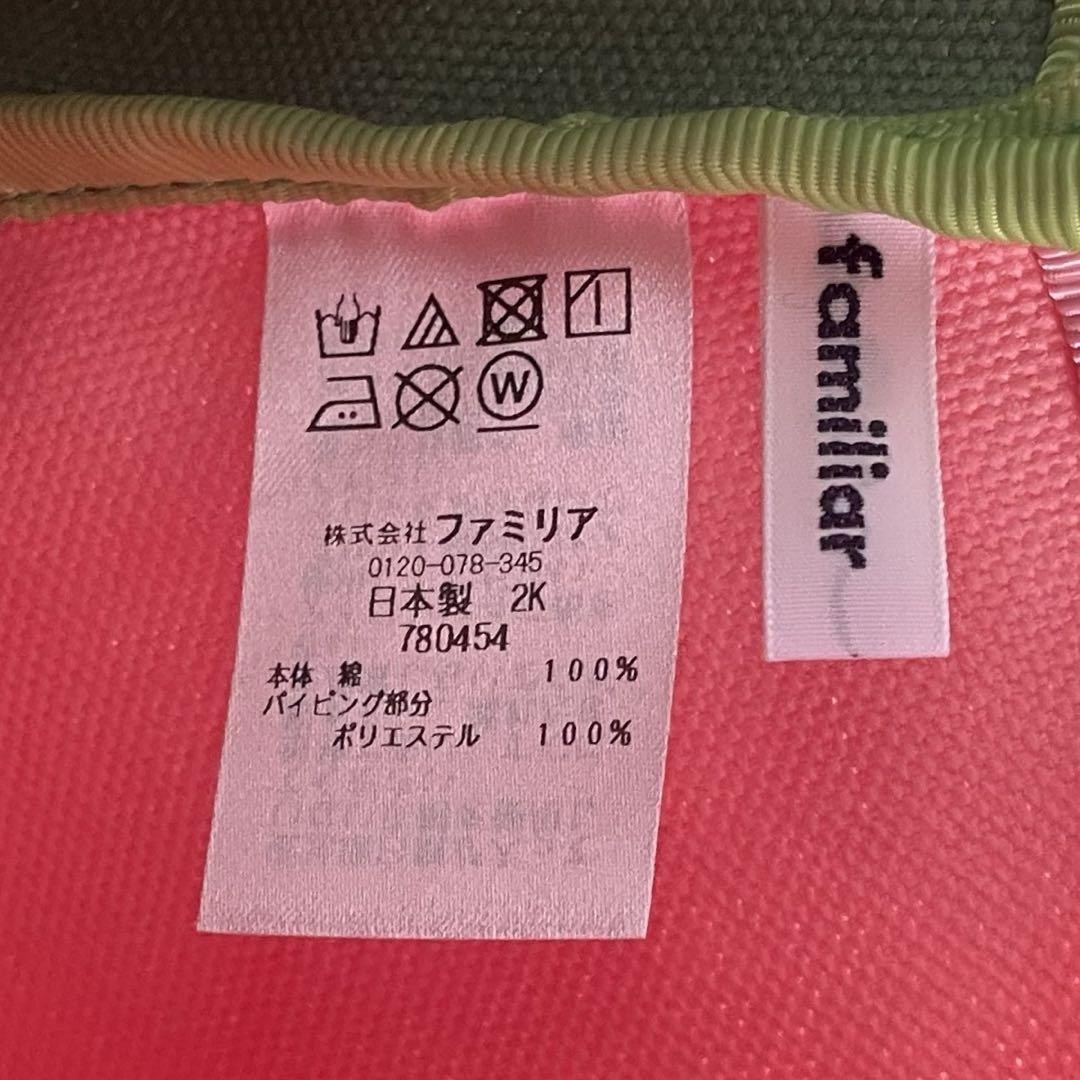 W
株式会社ファミリア
0120-078-345
日本製 2K
780454
本体 綿 100%
パイピング部分
ポリエステル 100%
familiar